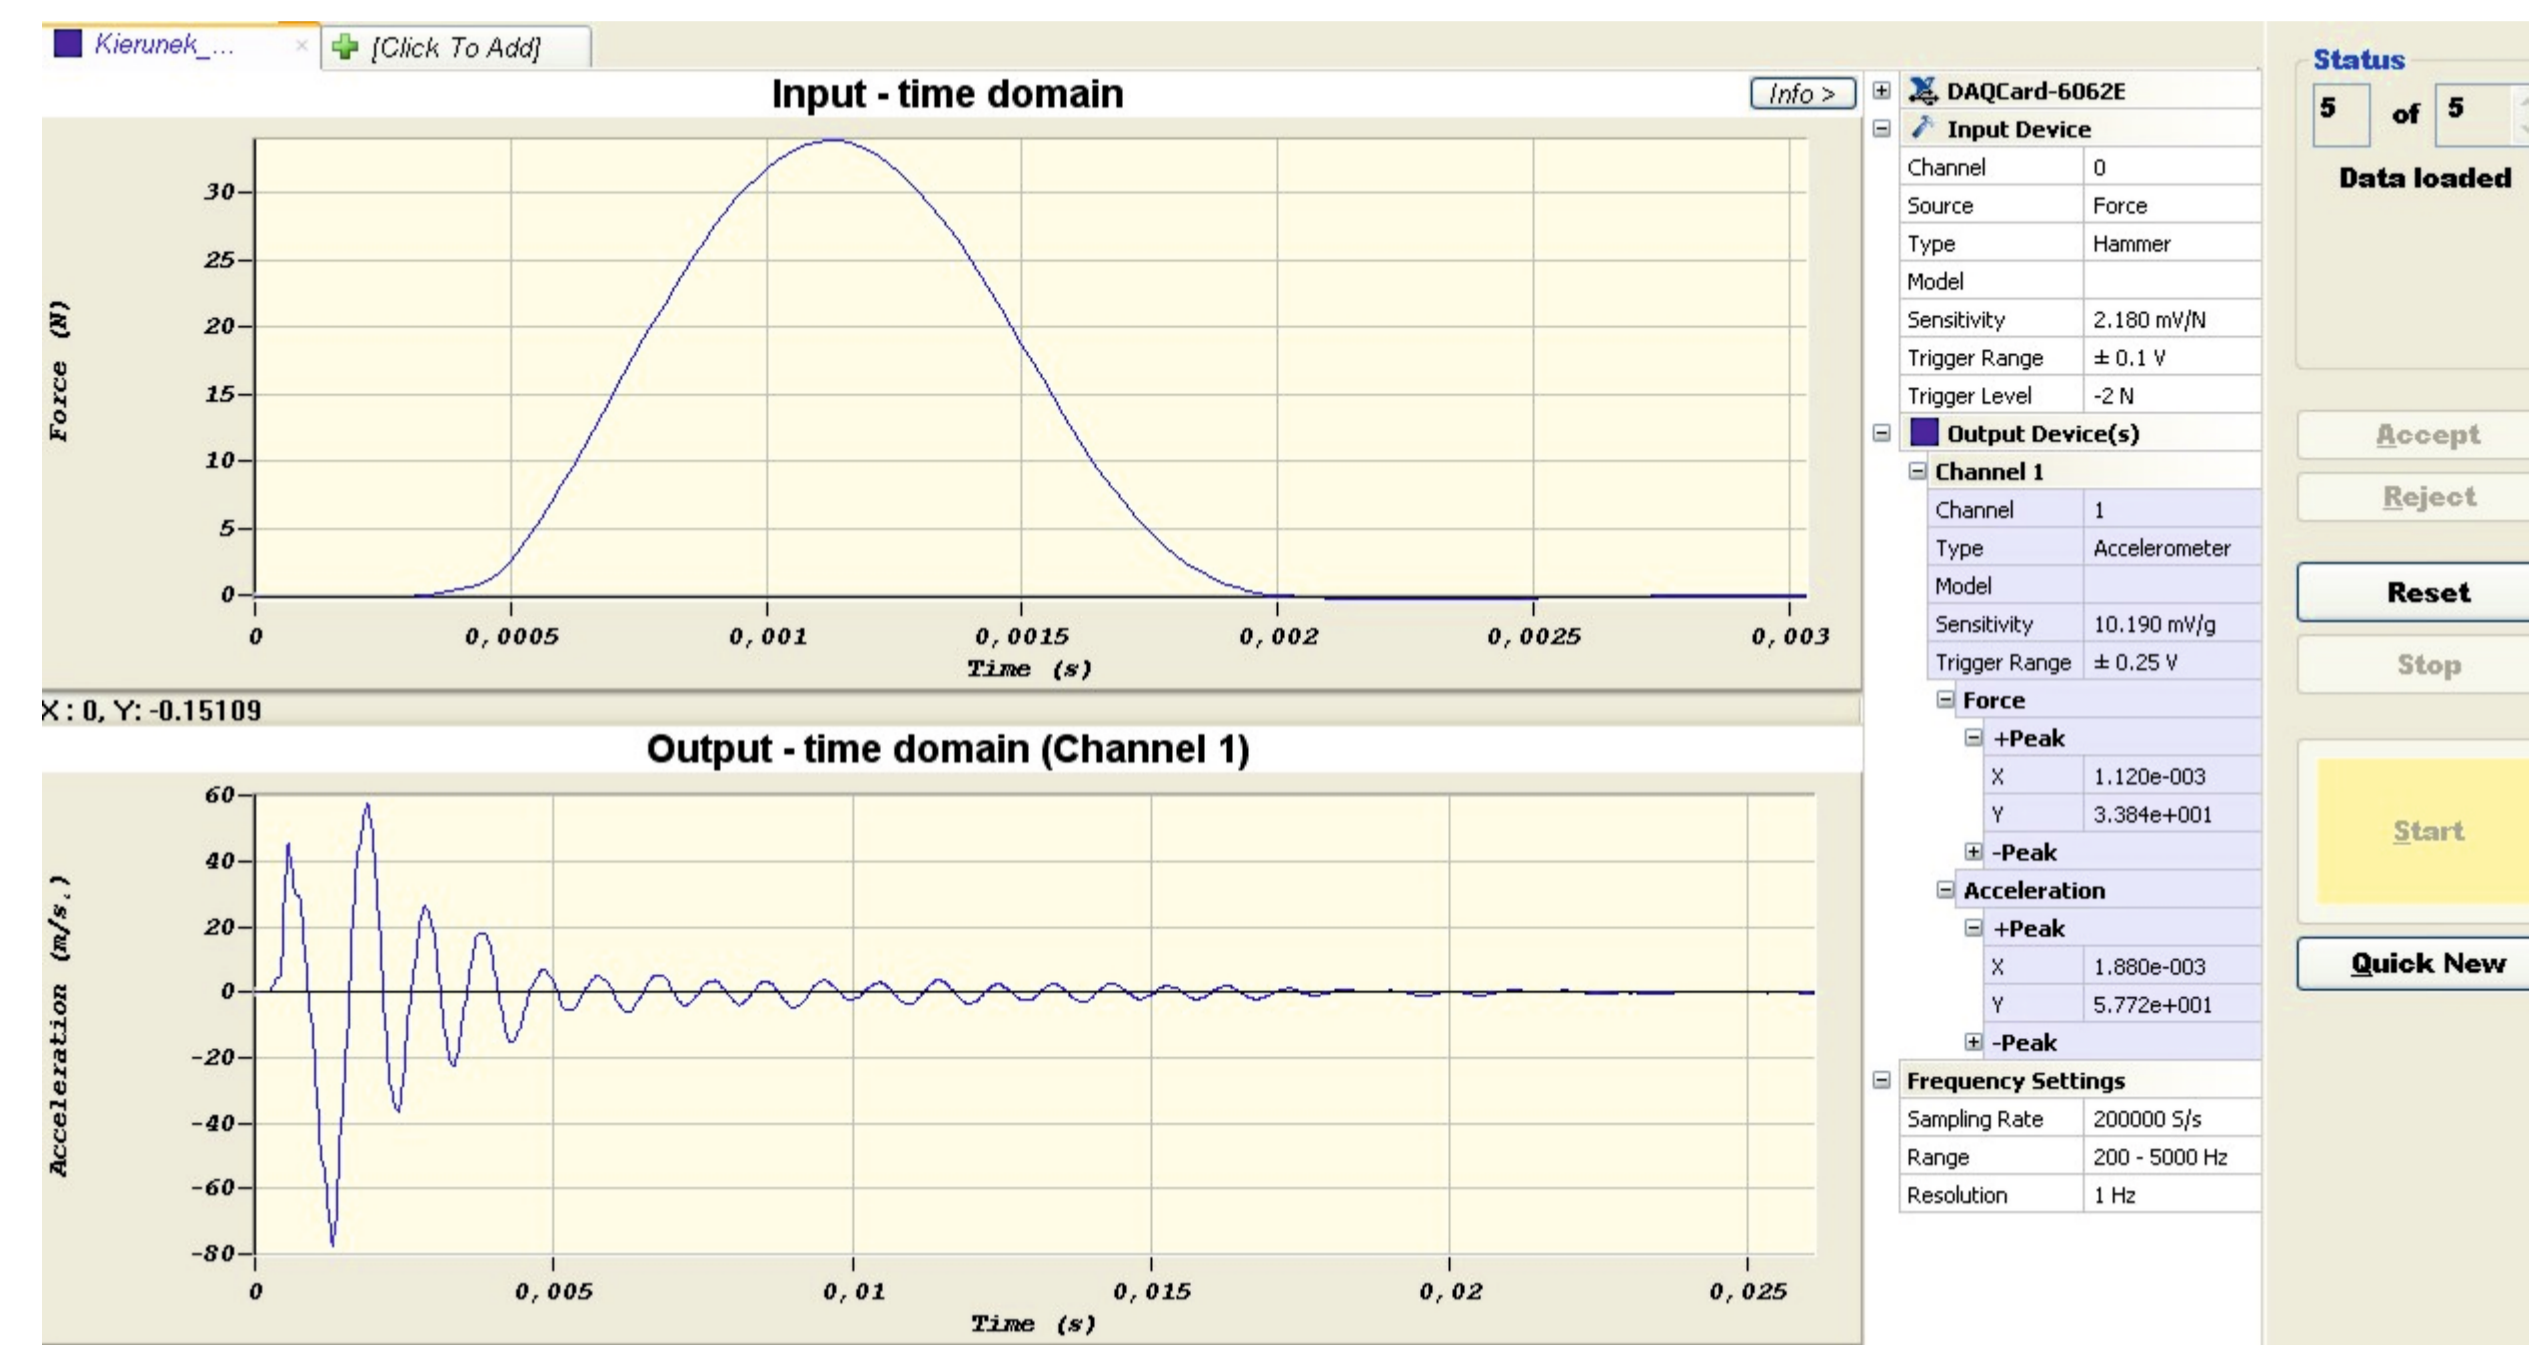 Kierunek_...
[Click To Add]
Input - time domain
Info >
30
25
20
15
10
5
0
Force (N)
0
0,0005
0,001
0,0015
0,002
0,0025
0,003
Time (s)
X : 0, Y: -0.15109
Output - time domain (Channel 1)
60
40
20
0
-20
-40
-60
-80
Acceleration (m/s.)
0
0,005
0,01
0,015
0,02
0,025
Time (s)
DAQCard-6062E
Input Device
Channel 0
Source Force
Type Hammer
Model
Sensitivity 2.180 mV/N
Trigger Range ± 0.1 V
Trigger Level -2 N
Output Device(s)
Channel 1
Channel 1
Type Accelerometer
Model
Sensitivity 10.190 mV/g
Trigger Range ± 0.25 V
Force
+Peak
X 1.120e-003
Y 3.384e+001
-Peak
Acceleration
+Peak
X 1.880e-003
Y 5.772e+001
-Peak
Frequency Settings
Sampling Rate 200000 S/s
Range 200 - 5000 Hz
Resolution 1 Hz
Status
5 of 5
Data loaded
Accept
Reject
Reset
Stop
Start
Quick New